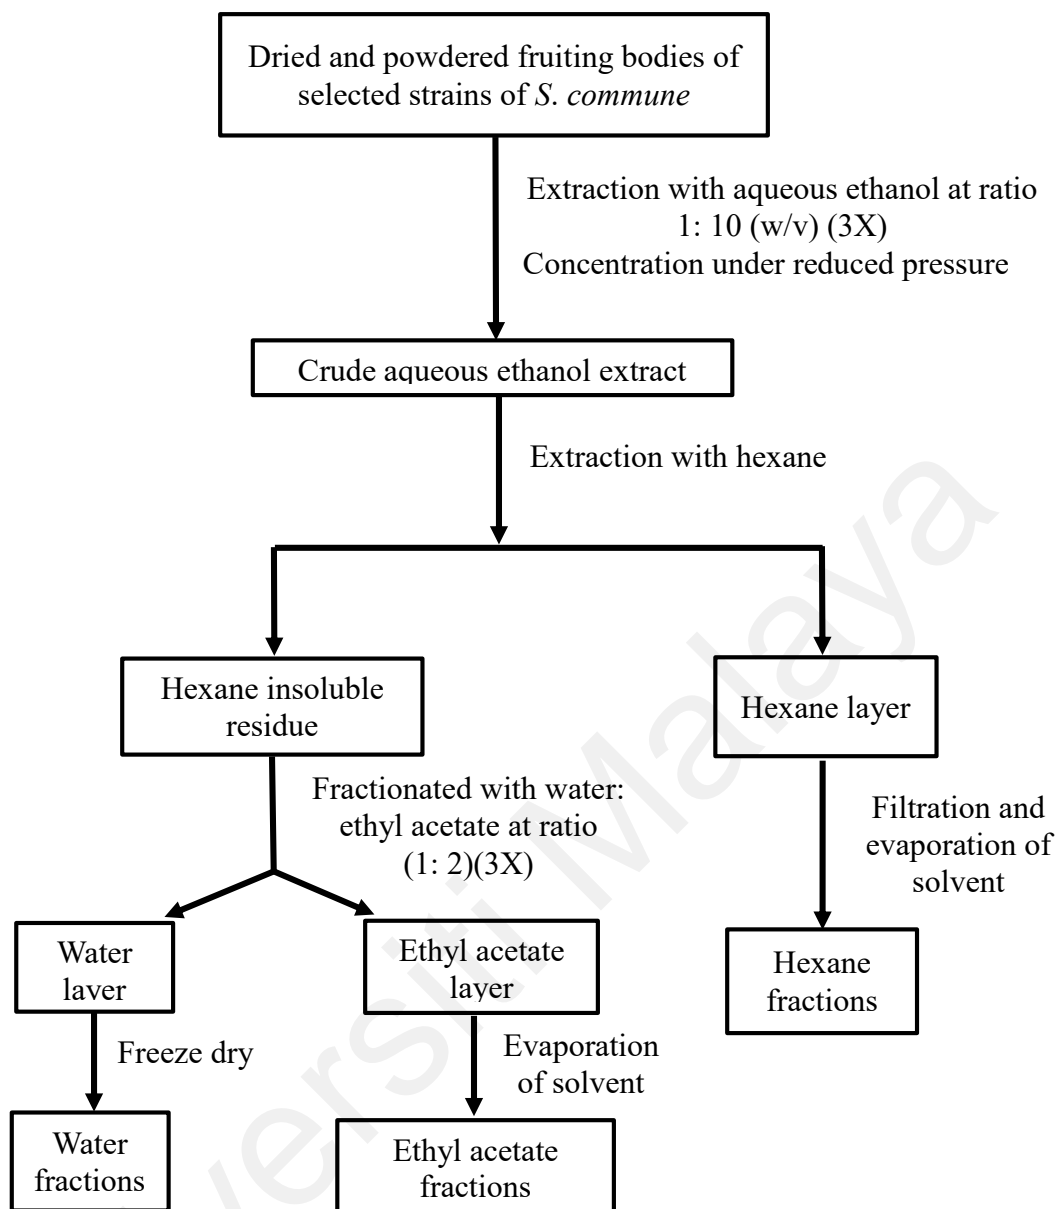 Dried and powdered fruiting bodies of
selected strains of S. commune
Extraction with aqueous ethanol at ratio
1: 10 (w/v) (3X)
Concentration under reduced pressure
Crude aqueous ethanol extract
Extraction with hexane
Hexane insoluble
residue
Hexane layer
Fractionated with water:
ethyl acetate at ratio
(1: 2)(3X)
Filtration and
evaporation of
solvent
Water
layer
Ethyl acetate
layer
Hexane
fractions
Freeze dry
Evaporation
of solvent
Water
fractions
Ethyl acetate
fractions
ersiti Malaya